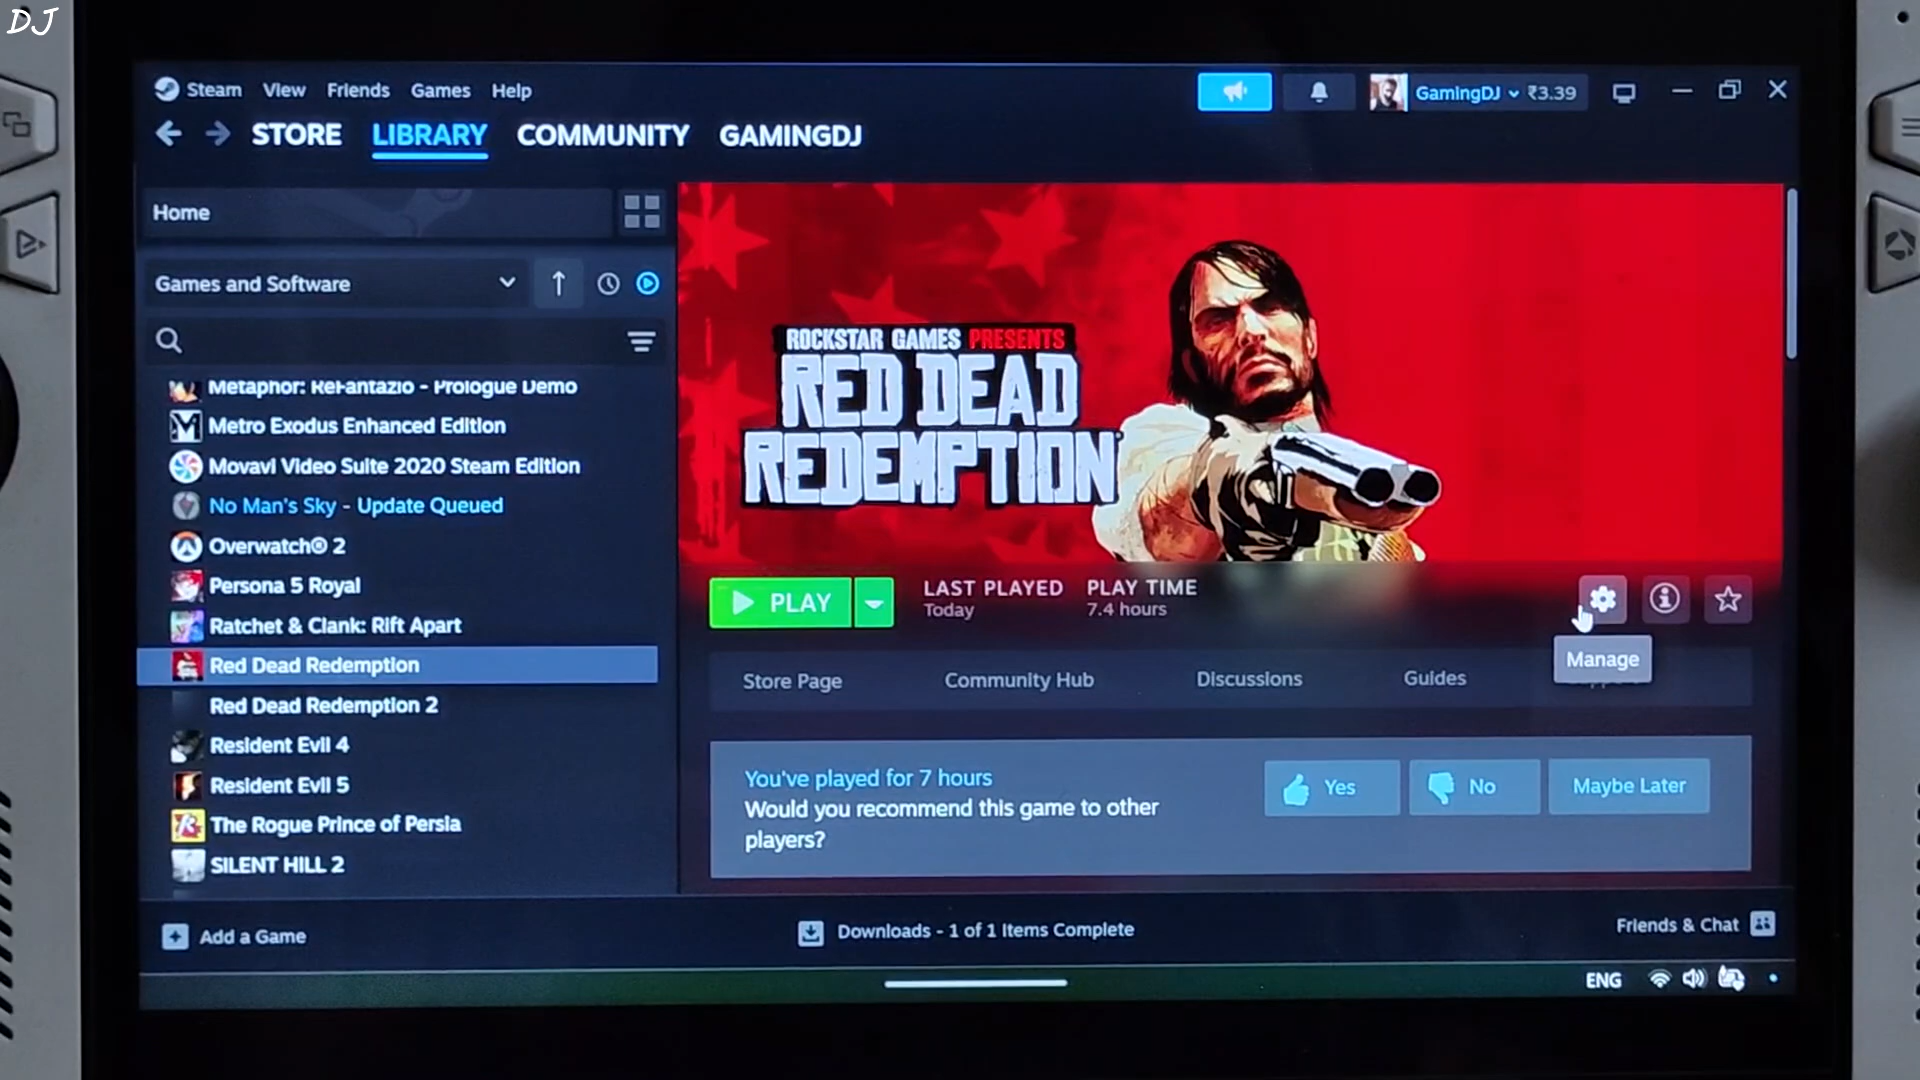 DJ
Steam View Friends Games Help
GamingDJ ₹3.39
STORE LIBRARY COMMUNITY GAMINGDJ
Home
Games and Software
ROCKSTAR GAMES PRESENTS
RED DEAD
REDEMPTION
Metaphor: ReFantazio - Prologue Demo
Metro Exodus Enhanced Edition
Movavi Video Suite 2020 Steam Edition
No Man's Sky - Update Queued
Overwatch® 2
Persona 5 Royal
Ratchet & Clank: Rift Apart
Red Dead Redemption
Red Dead Redemption 2
Resident Evil 4
Resident Evil 5
The Rogue Prince of Persia
SILENT HILL 2
PLAY
LAST PLAYED
Today
PLAY TIME
7.4 hours
Manage
Store Page Community Hub Discussions Guides
You've played for 7 hours
Would you recommend this game to other
players?
Yes No Maybe Later
Add a Game
Downloads - 1 of 1 Items Complete
Friends & Chat
ENG